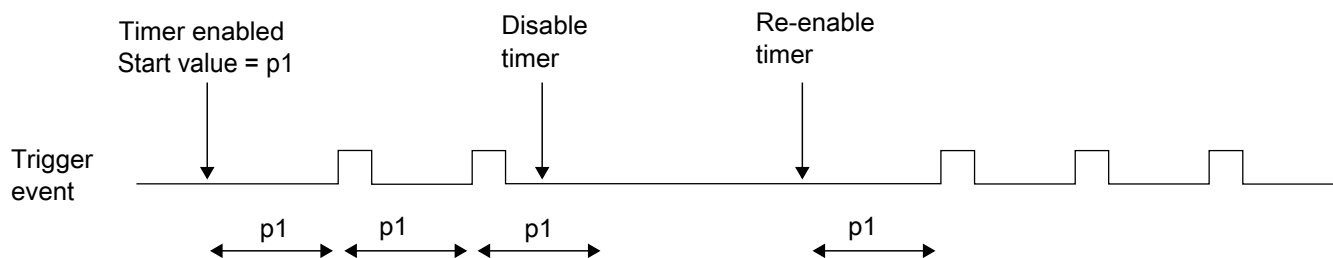 Timer enabled
Start value = p1
Disable
timer
Re-enable
timer
Trigger
event
p1
p1
p1
p1